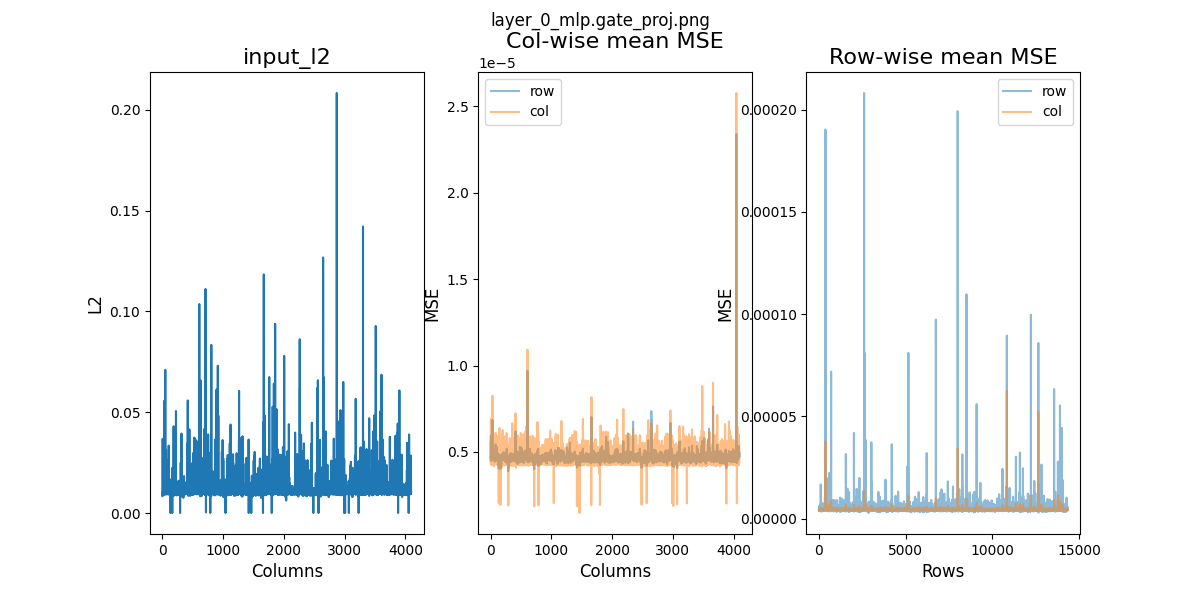 layer_0_mlp.gate_proj.png
input_l2
L2
0.20
0.15
0.10
0.05
0.00
0 1000 2000 3000 4000
Columns
Col-wise mean MSE
1e−5
row
col
MSE
2.5
2.0
1.5
1.0
0.5
0 1000 2000 3000 4000
Columns
Row-wise mean MSE
row
col
MSE
0.00020
0.00015
0.00010
0.00005
0.00000
0 5000 10000 15000
Rows